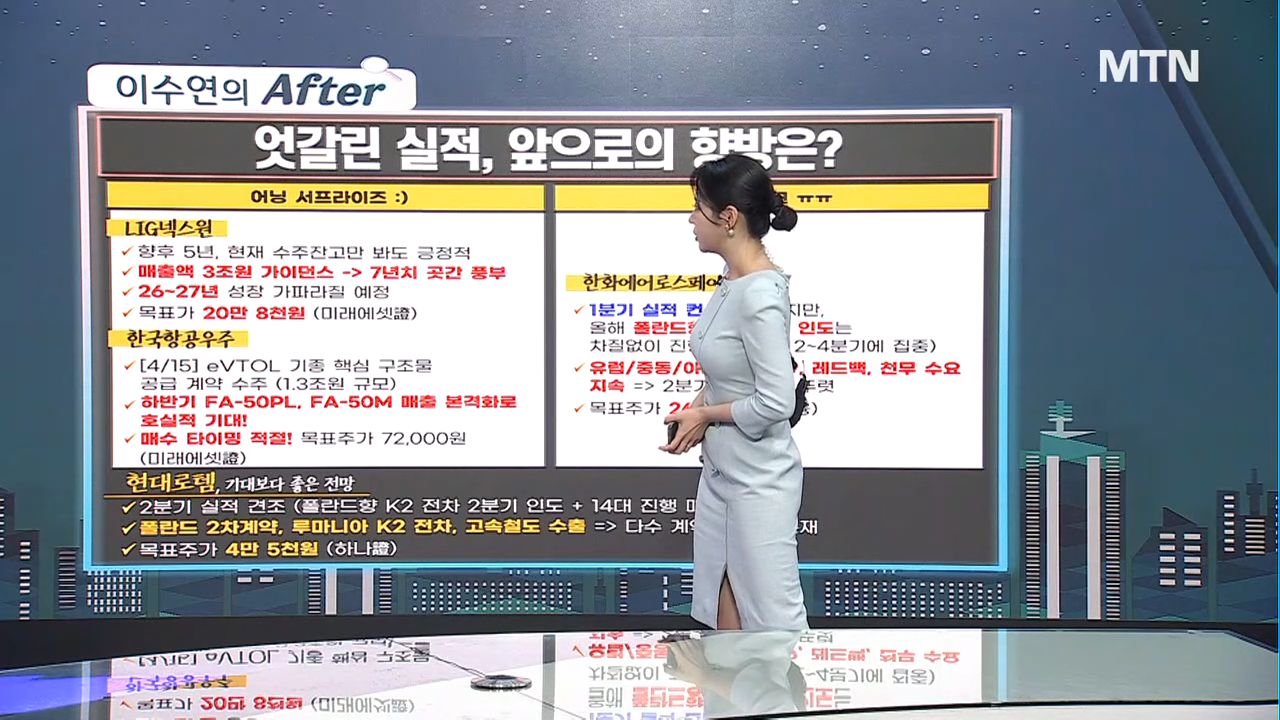 MTN
이수연의 After
엇갈린 실적, 앞으로의 향방은?
어닝 서프라이즈 :)
ㅠㅠ
LIG넥스원
✓향후 5년, 현재 수주잔고만 봐도 긍정적
✓매출액 3조원 가이던스 -> 7년치 곳간 풍부
✓26~27년 성장 가파라질 예정
✓목표가 20만 8천원 (미래에셋證)
한국항공우주
✓[4/15] eVTOL 기종 핵심 구조물
공급 계약 수주 (1.3조원 규모)
✓하반기 FA-50PL, FA-50M 매출 본격화로
호실적 기대!
✓매수 타이밍 적절! 목표주가 72,000원
(미래에셋證)
한화에어로스페
✓1분기 실적 지만,
올해 인도는
차질없이 2~4분기에 집중)
✓유럽/중동/ 레드백, 천무 수요
지속 => 2분기
✓목표주가
현대로템, 기대보다 좋은 전망
✓2분기 실적 견조 (폴란드향 K2 전차 2분기 인도 + 14대 진행
✓폴란드 2차계약, 루마니아 K2 전차, 고속철도 수출 => 다수
✓목표주가 4만 5천원 (하나證)